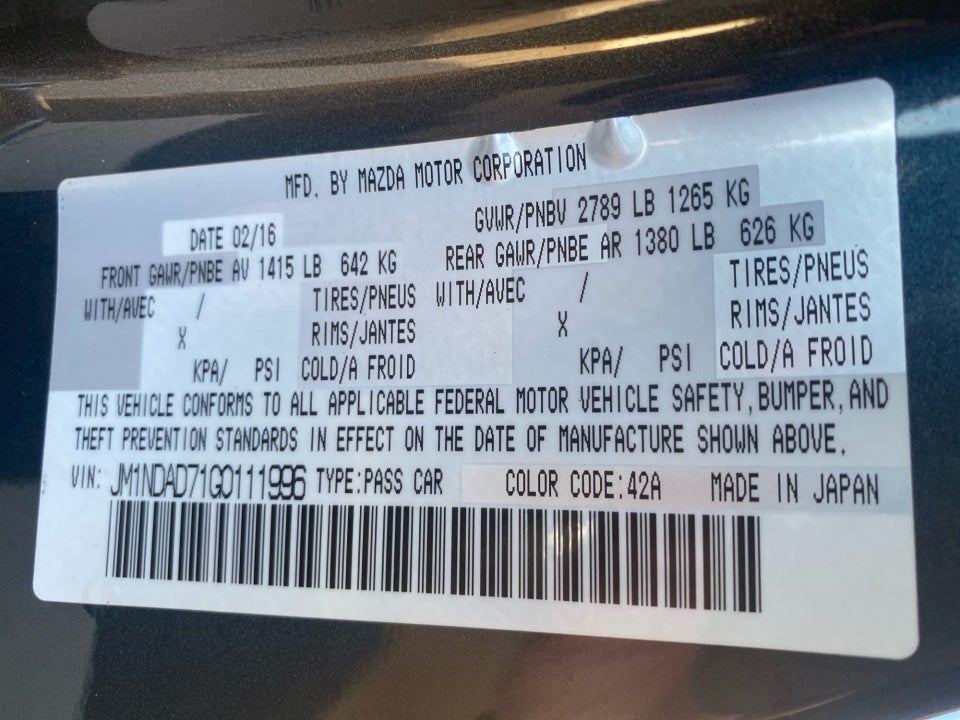 MFD. BY MAZDA MOTOR CORPORATION
DATE 02/16 GVWR/PNBV 2789 LB 1265 KG
FRONT GAWR/PNBE AV 1415 LB 642 KG REAR GAWR/PNBE AR 1380 LB 626 KG
WITH/AVEC / TIRES/PNEUS WITH/AVEC / TIRES/PNEUS
X RIMS/JANTES X RIMS/JANTES
KPA/ PSI COLD/A FROID KPA/ PSI COLD/A FROID
THIS VEHICLE CONFORMS TO ALL APPLICABLE FEDERAL MOTOR VEHICLE SAFETY, BUMPER, AND
THEFT PREVENTION STANDARDS IN EFFECT ON THE DATE OF MANUFACTURE SHOWN ABOVE.
VIN: JM1NDAD71G0111996 TYPE:PASS CAR COLOR CODE:42A MADE IN JAPAN